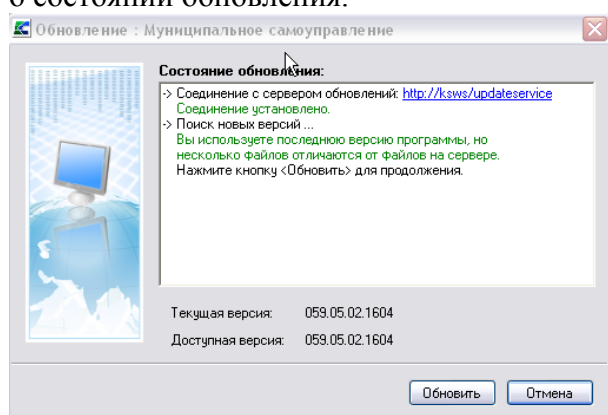 о состоянии обновления:
Обновление : Муниципальное самоуправление
Состояние обновления:
-> Соединение с сервером обновлений: http://ksws/updateservice
Соединение установлено.
-> Поиск новых версий ...
Вы используете последнюю версию программы, но
несколько файлов отличаются от файлов на сервере.
Нажмите кнопку <Обновить> для продолжения.
Текущая версия: 059.05.02.1604
Доступная версия: 059.05.02.1604
Обновить Отмена